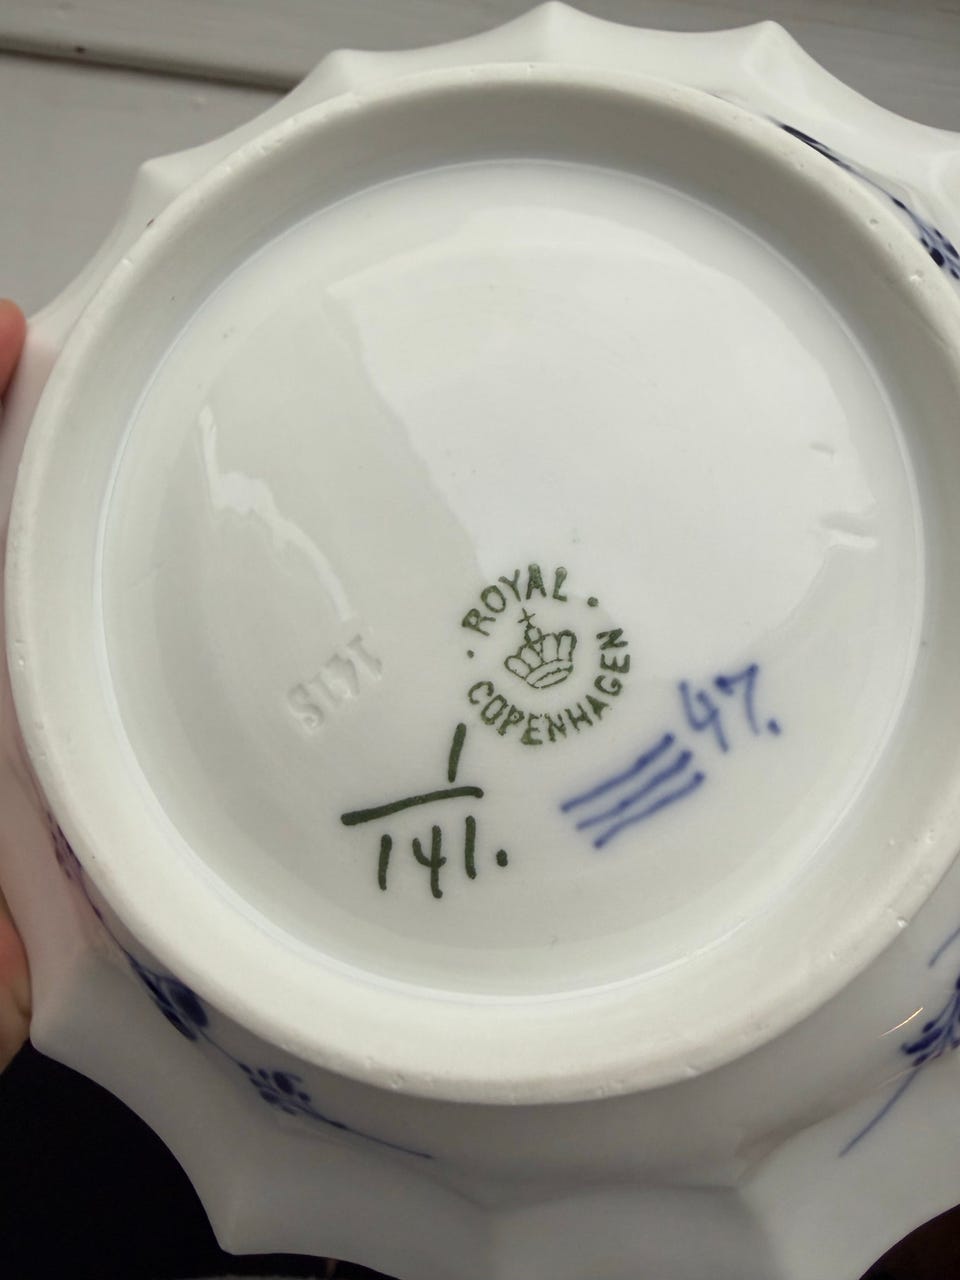 · ROYAL ·
COPENHAGEN
1
141.
47.